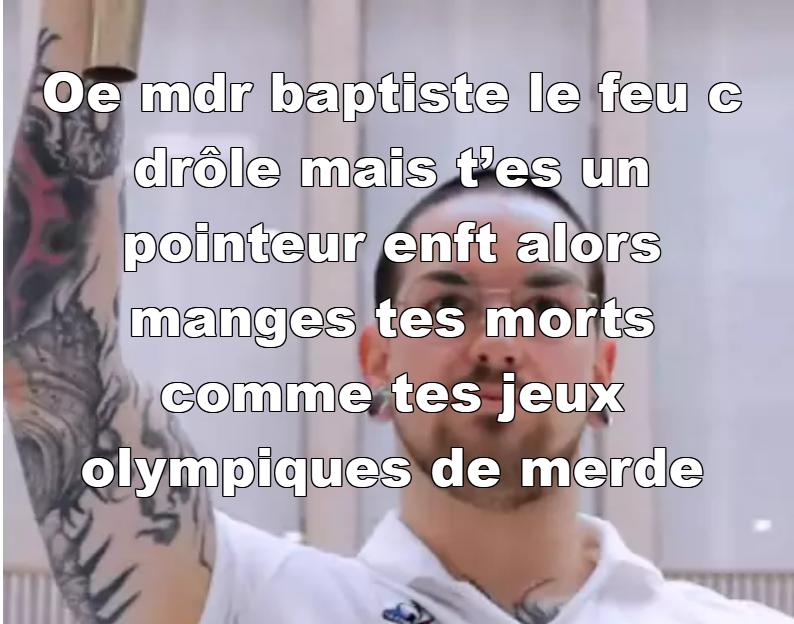 Oe mdr baptiste le feu c
drôle mais t’es un
pointeur enft alors
manges tes morts
comme tes jeux
olympiques de merde